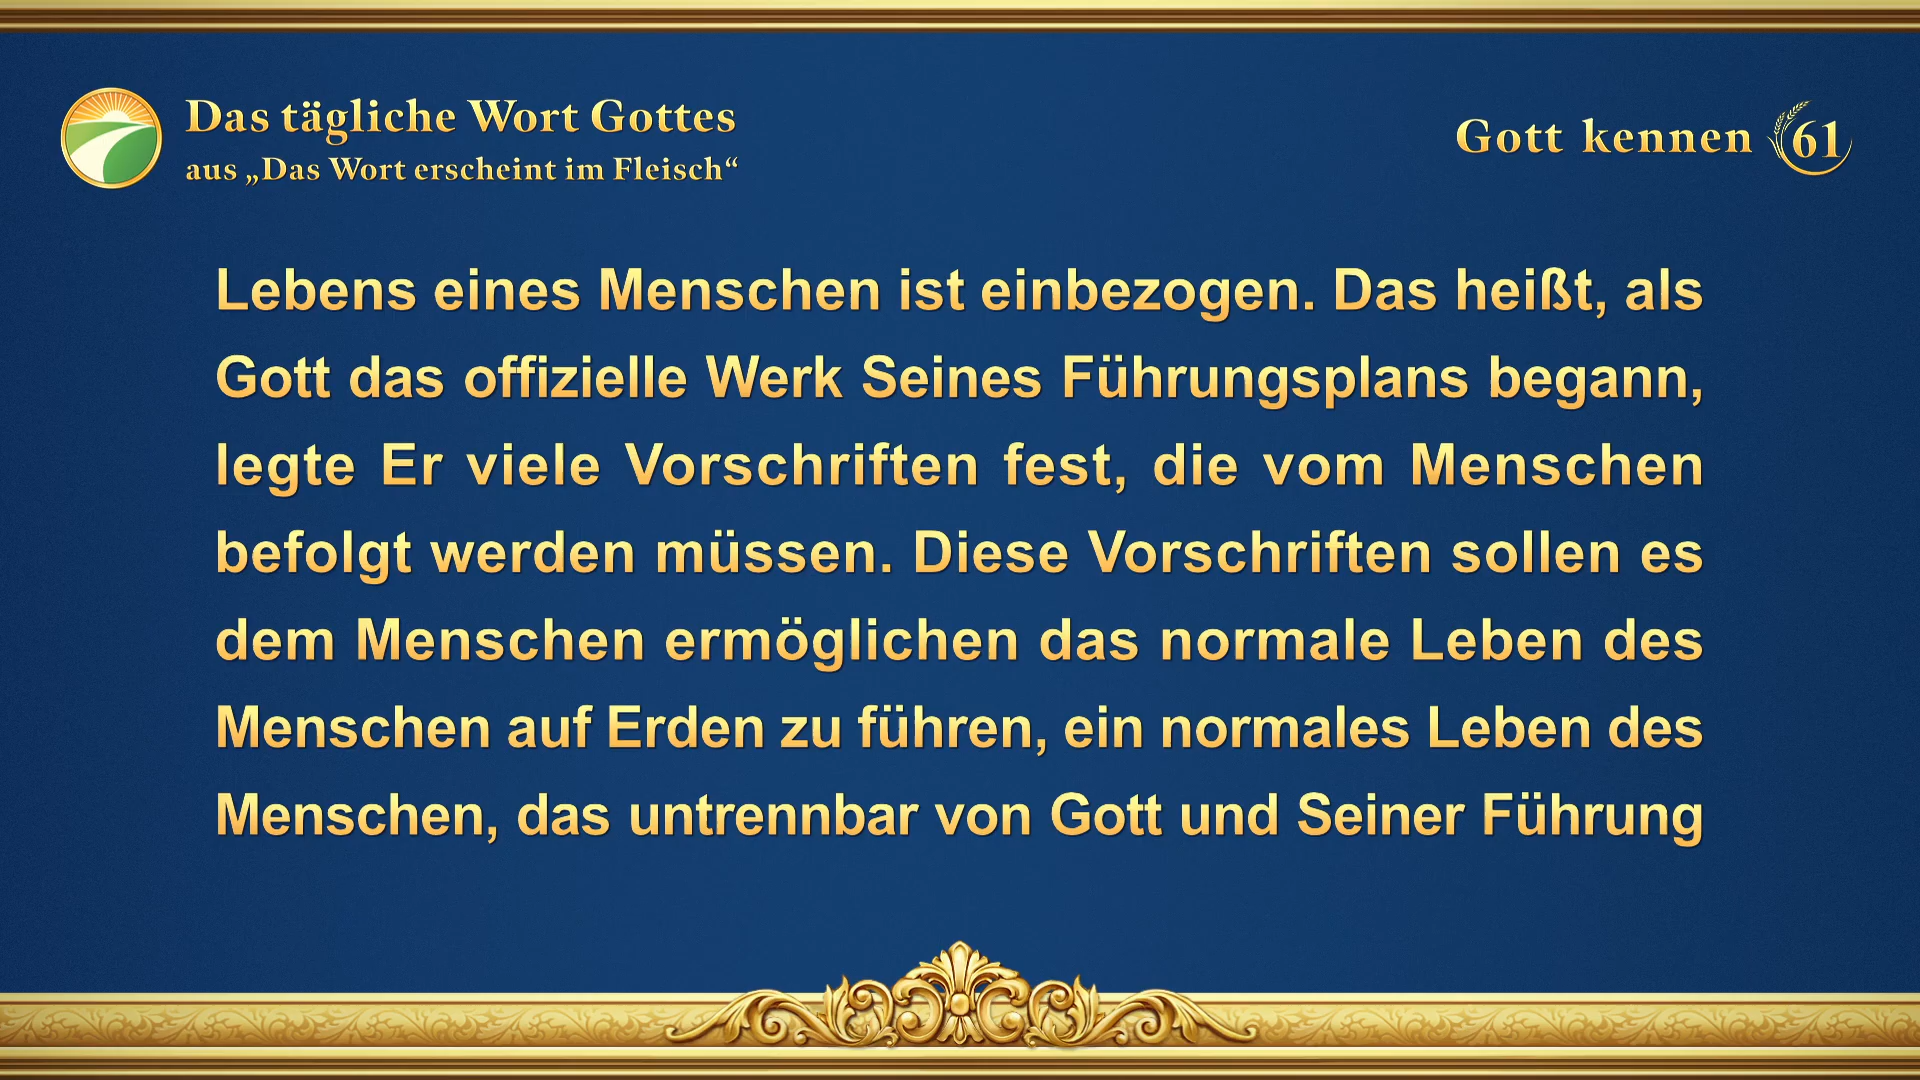 Das tägliche Wort Gottes
aus „Das Wort erscheint im Fleisch“
Gott kennen 61
Lebens eines Menschen ist einbezogen. Das heißt, als
Gott das offizielle Werk Seines Führungsplans begann,
legte Er viele Vorschriften fest, die vom Menschen
befolgt werden müssen. Diese Vorschriften sollen es
dem Menschen ermöglichen das normale Leben des
Menschen auf Erden zu führen, ein normales Leben des
Menschen, das untrennbar von Gott und Seiner Führung